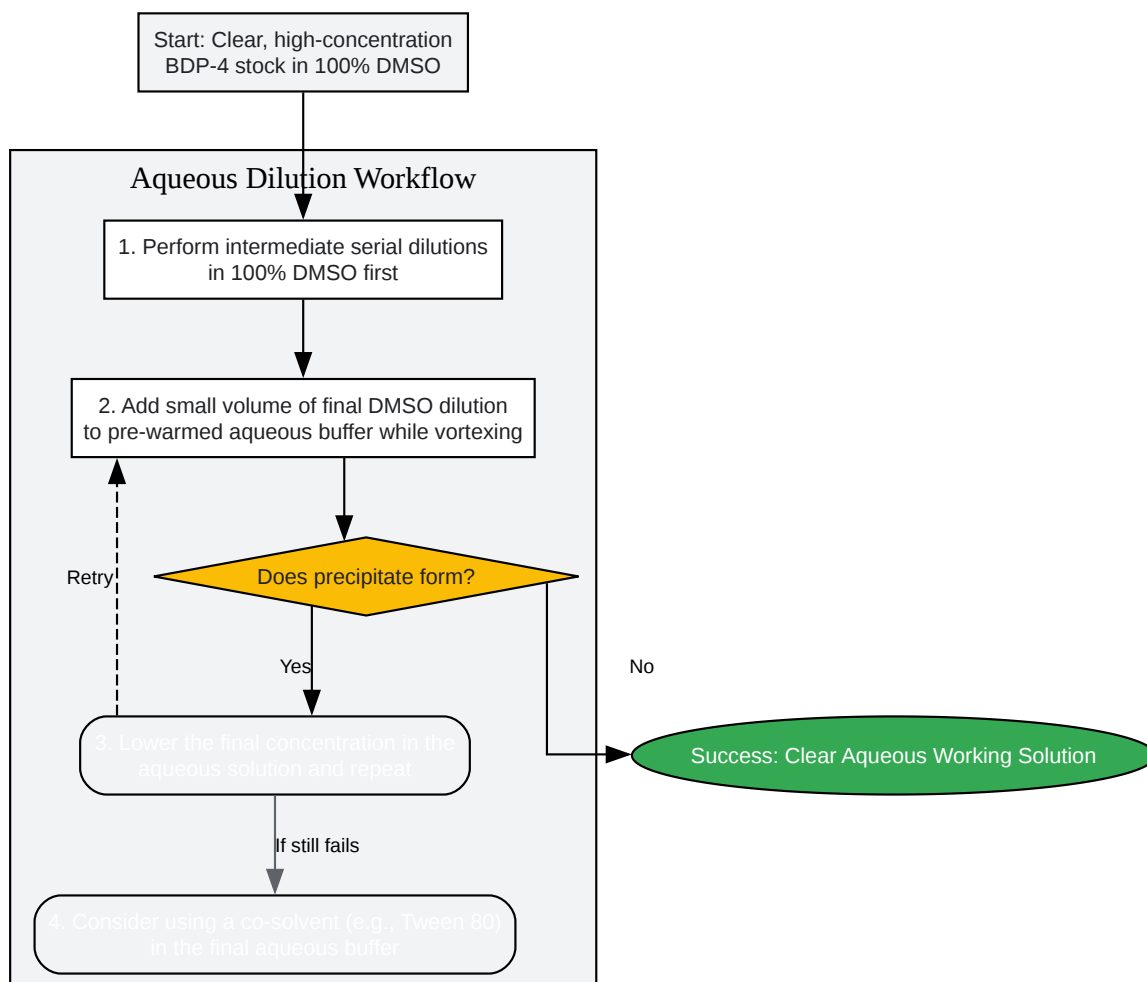 Start: Clear, high-concentration
BDP-4 stock in 100% DMSO
Aqueous Dilution Workflow
1. Perform intermediate serial dilutions
in 100% DMSO first
2. Add small volume of final DMSO dilution
to pre-warmed aqueous buffer while vortexing
Does precipitate form?
Retry
Yes
No
3. Lower the final concentration in the
aqueous solution and repeat
Success: Clear Aqueous Working Solution
If still fails
4. Consider using a co-solvent (e.g., Tween 80)
in the final aqueous buffer